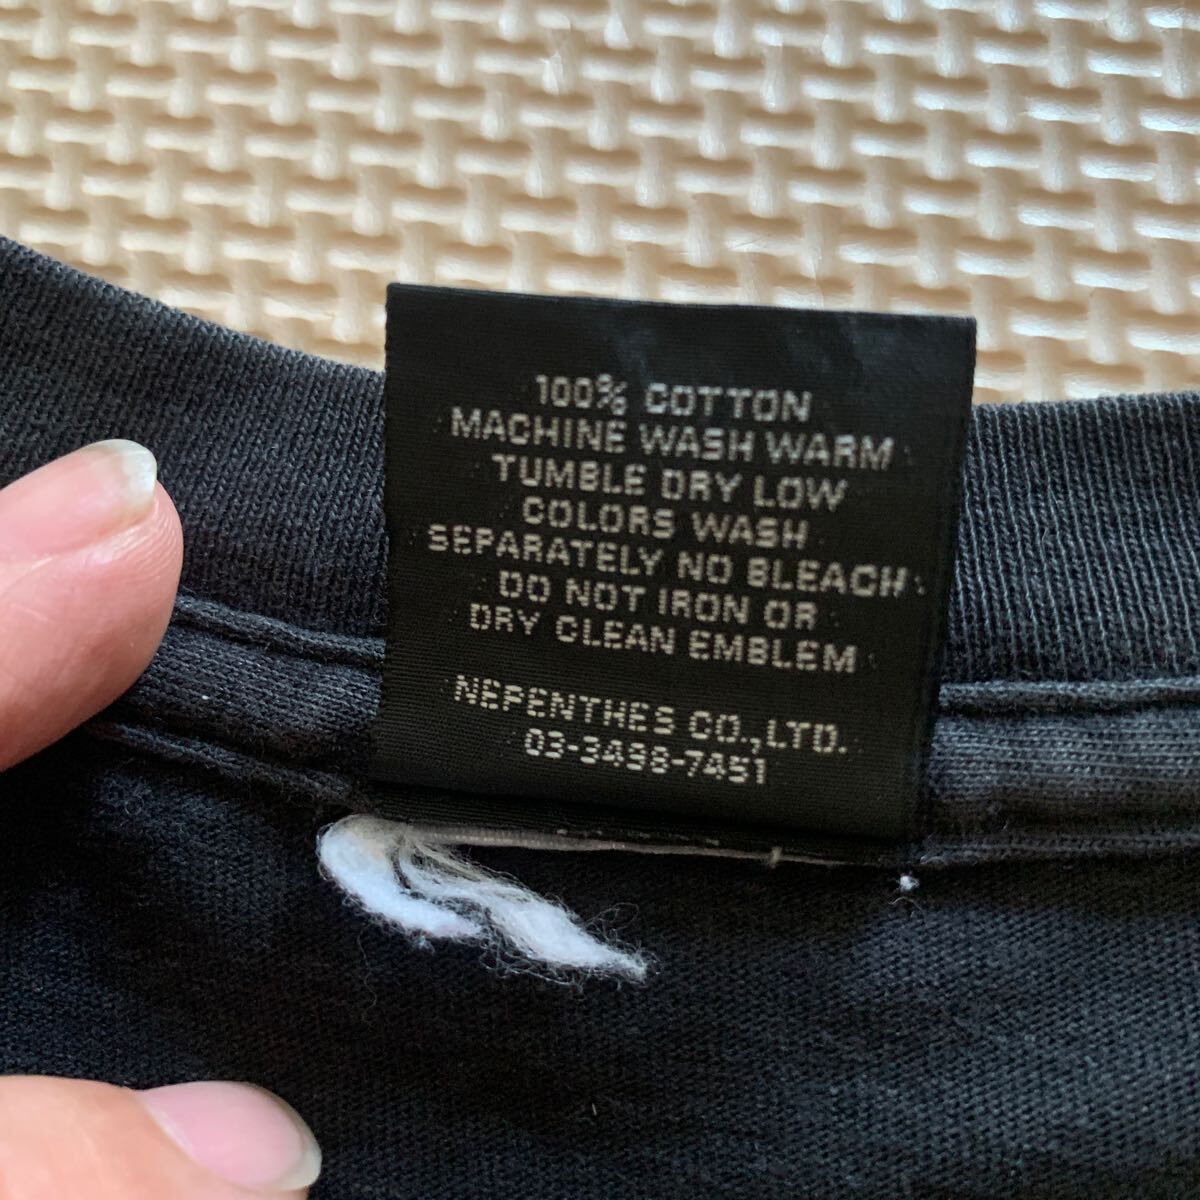 100% COTTON
MACHINE WASH WARM
TUMBLE DRY LOW
COLORS WASH
SEPARATELY NO BLEACH
DO NOT IRON OR
DRY CLEAN EMBLEM
NEPENTHES CO.,LTD.
03-3498-7451